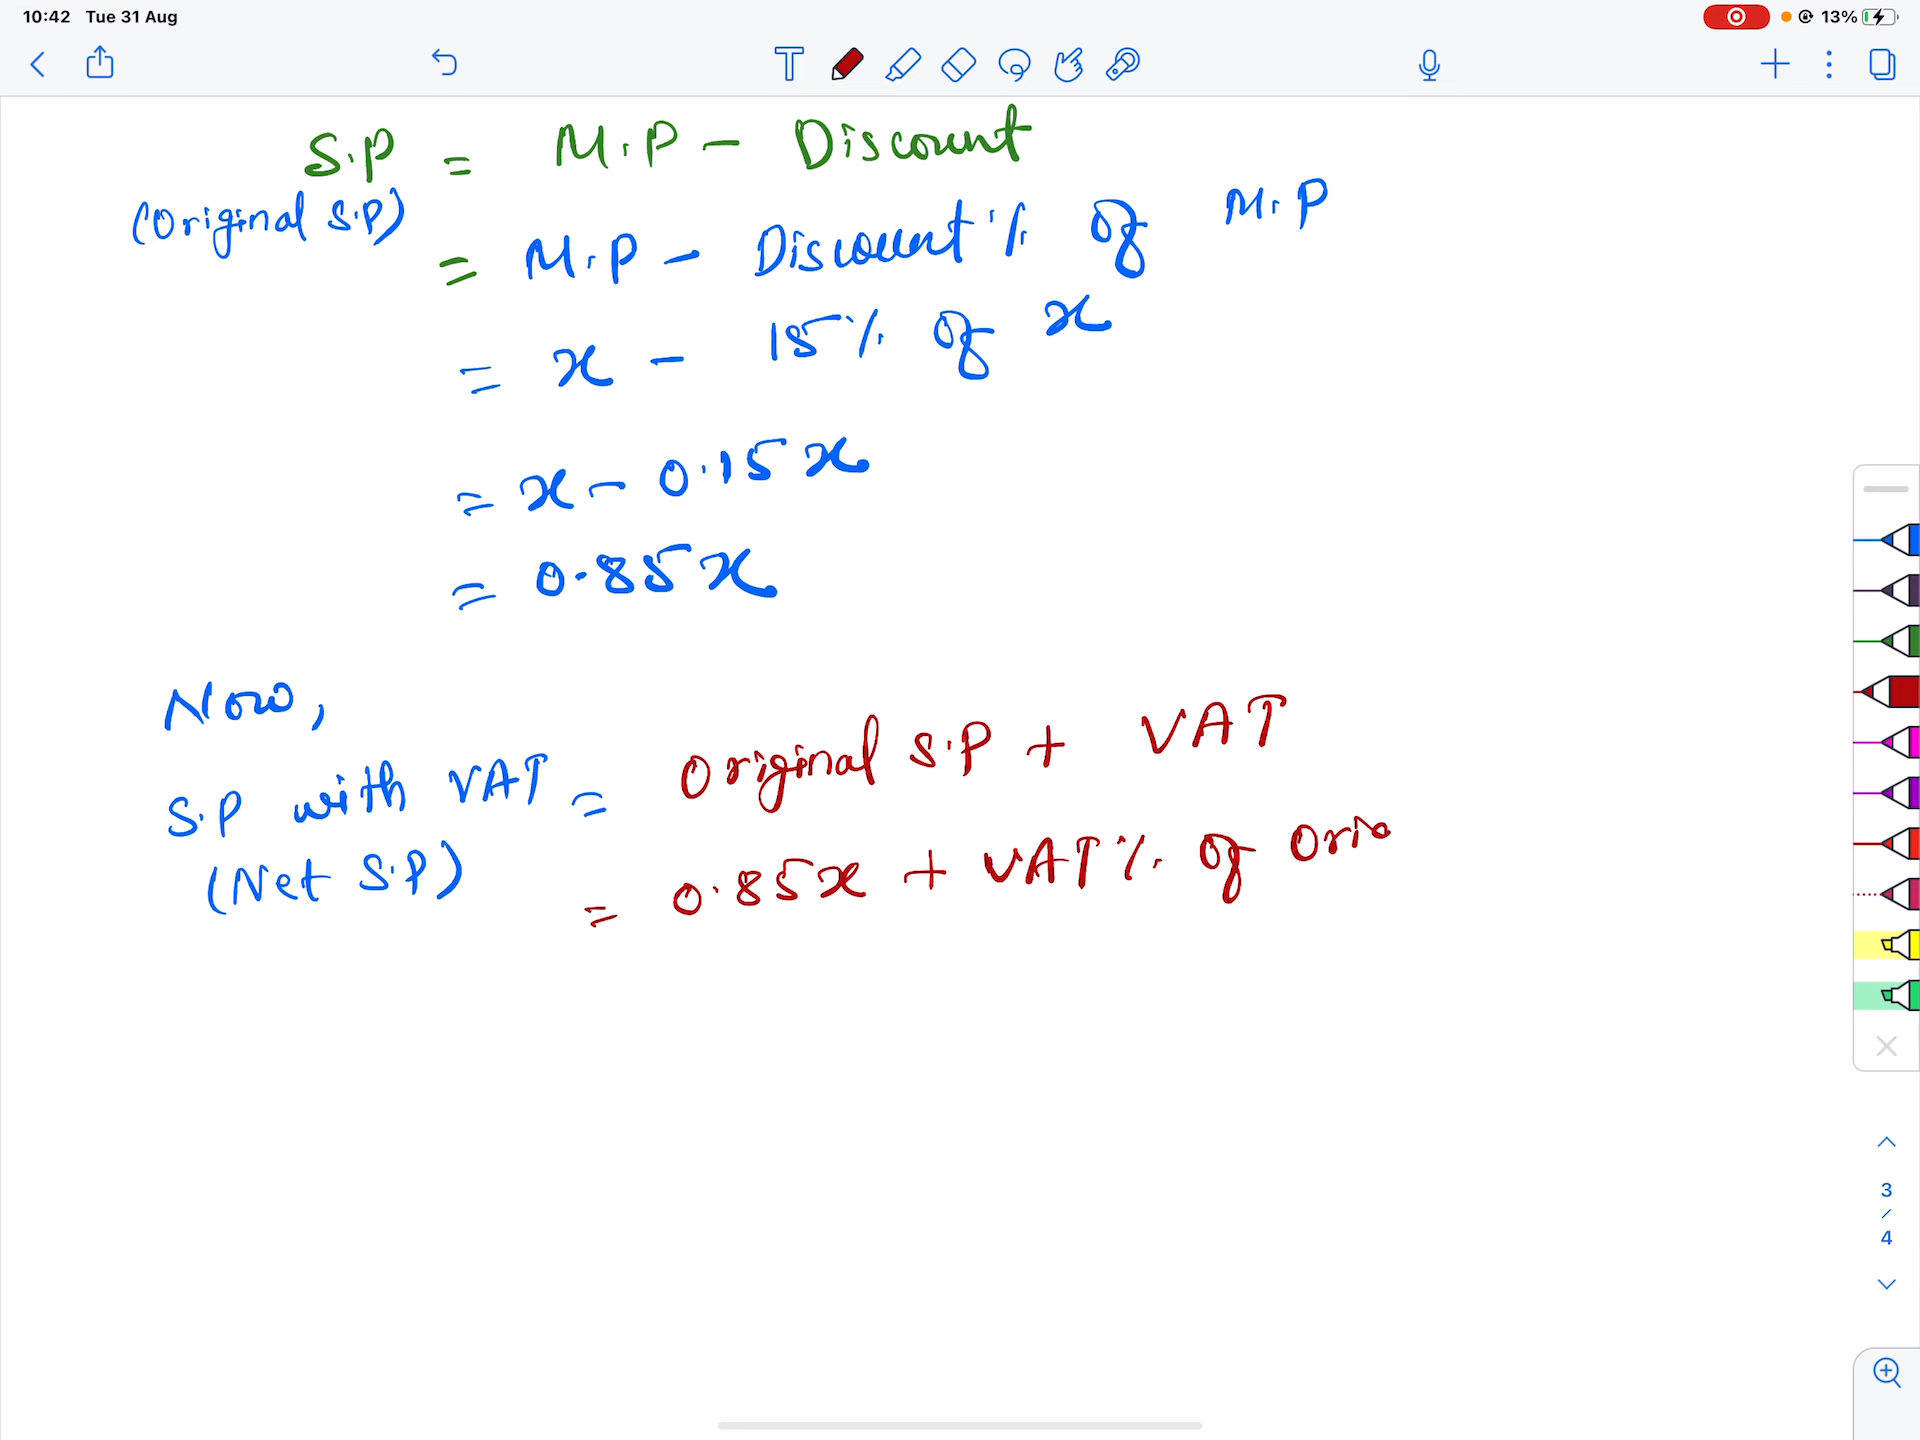 10:42 Tue 31 Aug
13%
T
S.P = M.P - Discount
(Original S.P)
= M.P - Discount % of M.P
= x - 15% of x
= x - 0.15x
= 0.85x
Now,
S.P with VAT = Original S.P + VAT
(Net S.P)
= 0.85x + VAT % of Orig
3
/
4